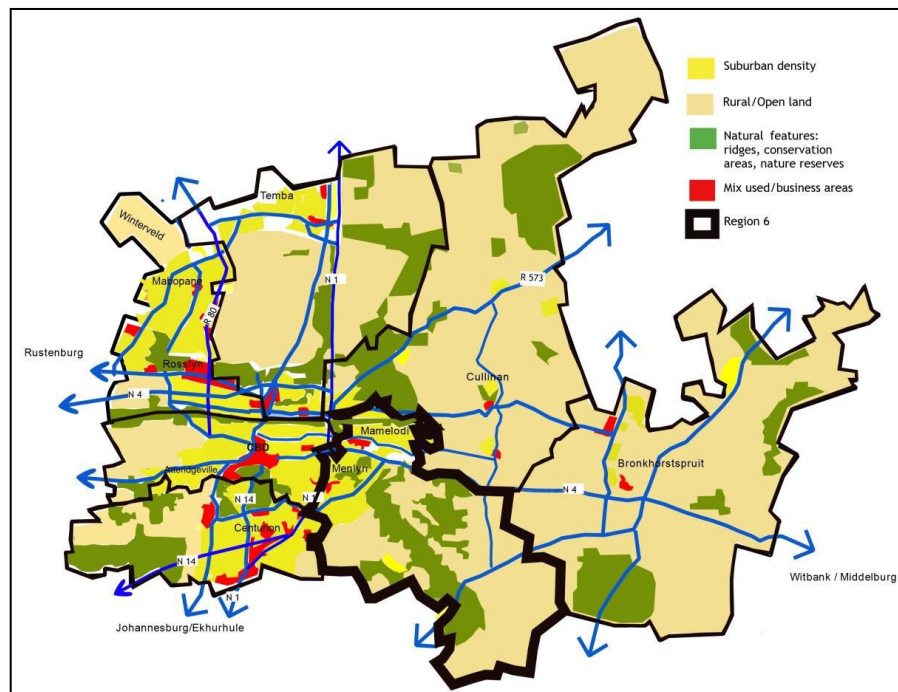 Suburban density
Rural/Open land
Natural features:
ridges, conservation
areas, nature reserves
Mix used/business areas
Region 6
Temba
Winterveld
Mabopane
N 1
R 573
R 80
Rustenburg
Rosslyn
Cullinan
N 4
Mamelodi
CBD
Bronkhorstspruit
Atteridgeville
Menlyn
N 4
N 14
N 1
Centurion
N 14
Witbank / Middelburg
N 1
Johannesburg/Ekhurhule